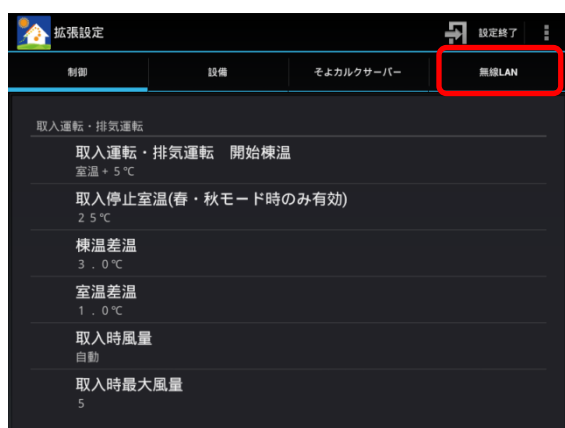 拡張設定
設定終了
制御
設備
そよカルクサーバー
無線LAN
取入運転・排気運転
取入運転・排気運転　開始棟温
室温+5℃
取入停止室温(春・秋モード時のみ有効)
25℃
棟温差温
3.0℃
室温差温
1.0℃
取入時風量
自動
取入時最大風量
5